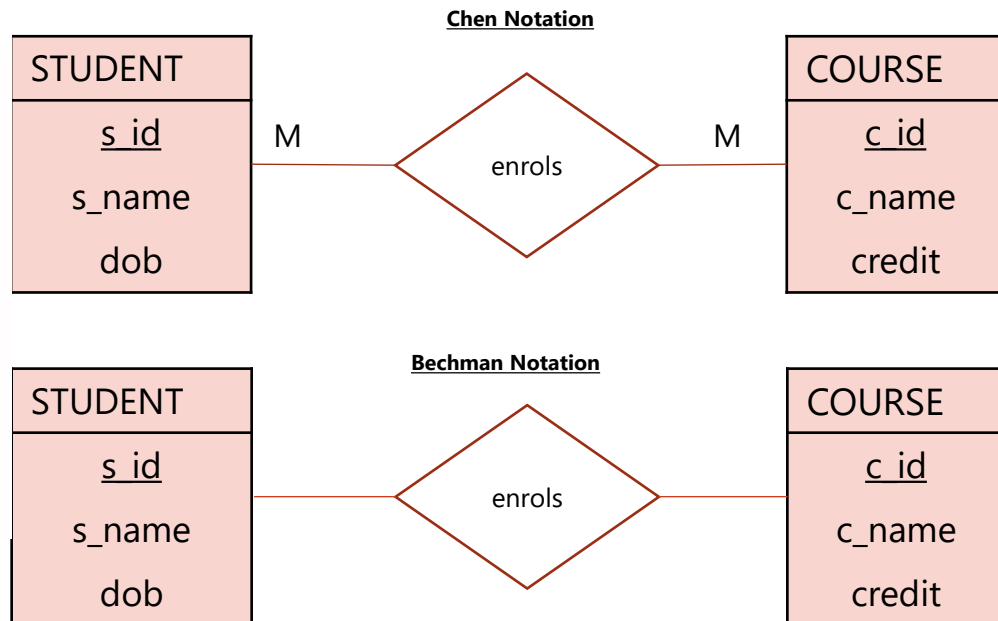 Chen Notation
STUDENT
s_id
s_name
dob
M
enrols
M
COURSE
c_id
c_name
credit
Bechman Notation
STUDENT
s_id
s_name
dob
enrols
COURSE
c_id
c_name
credit